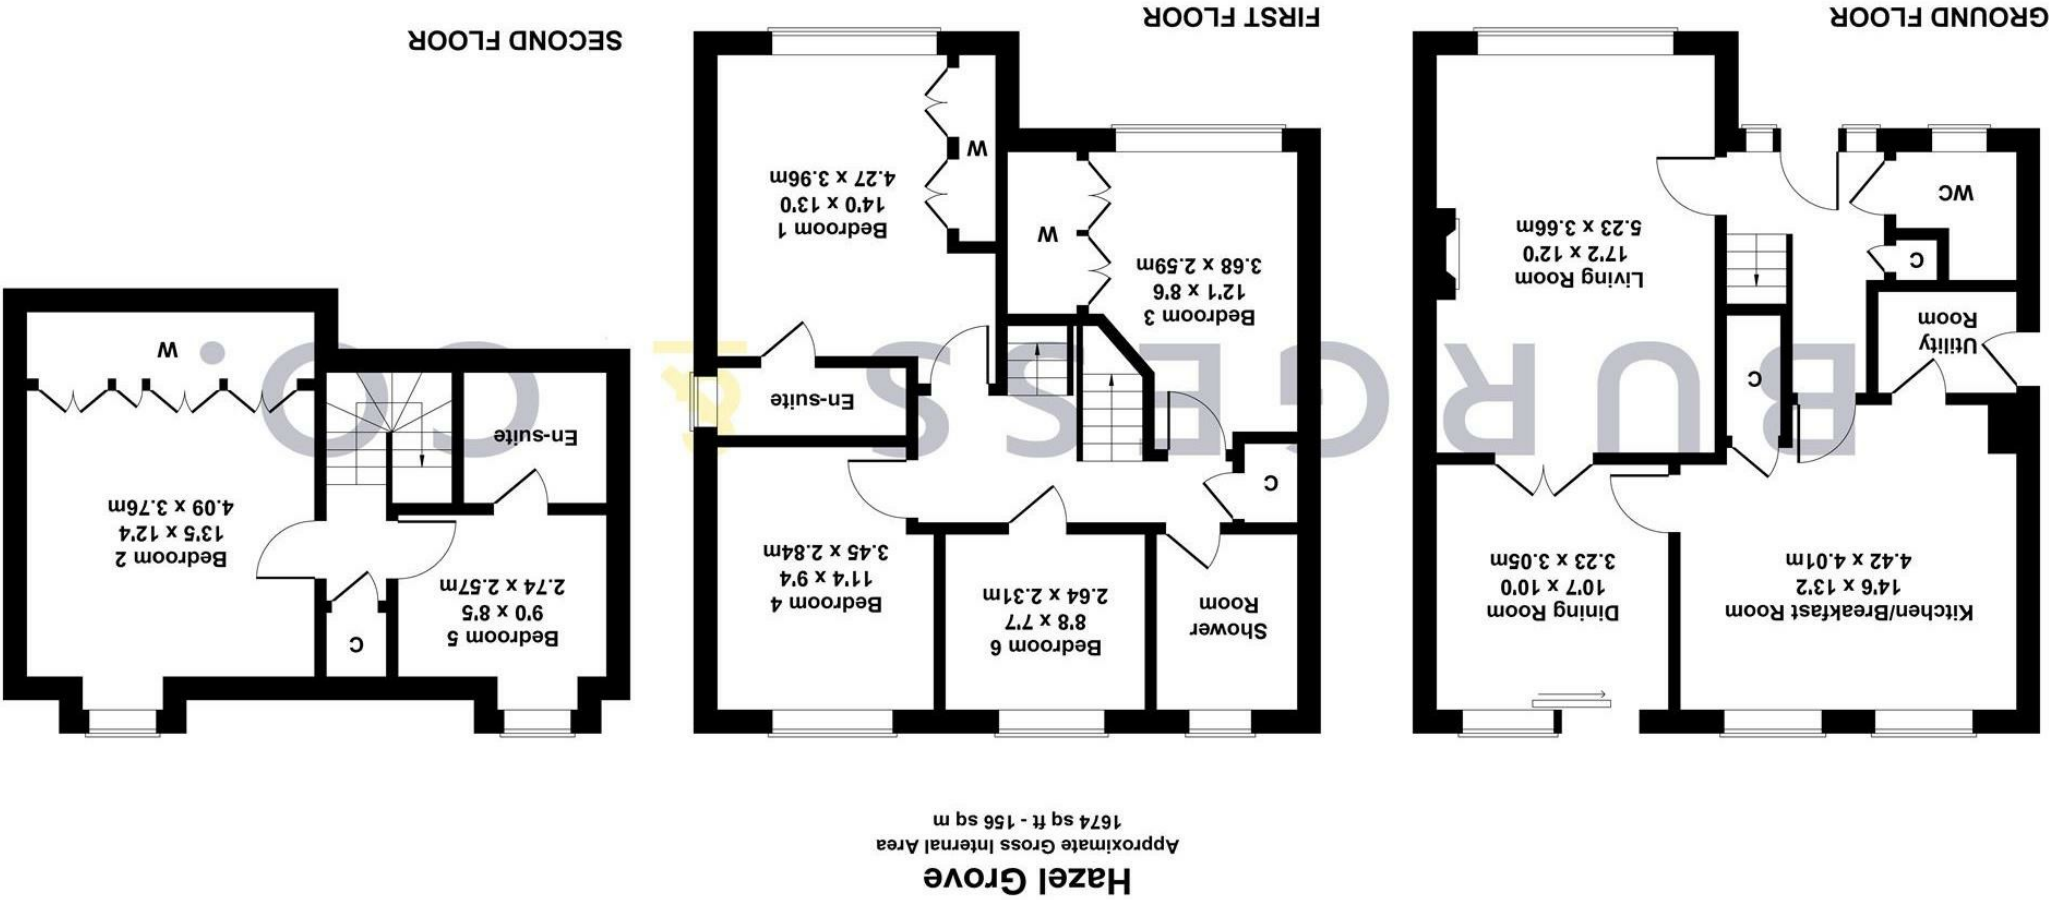 Hazel Grove
Approximate Gross Internal Area
1674 sq ft - 156 sq m
Kitchen/Breakfast Room
14'6 x 13'2
4.42 x 4.01m
Dining Room
10'7 x 10'0
3.23 x 3.05m
C
Utility
Room
C
WC
Living Room
17'2 x 12'0
5.23 x 3.66m
GROUND FLOOR
Shower
Room
Bedroom 6
8'8 x 7'7
2.64 x 2.31m
Bedroom 4
11'4 x 9'4
3.45 x 2.84m
C
En-suite
Bedroom 3
12'1 x 8'6
3.68 x 2.59m
W
W
Bedroom 1
14'0 x 13'0
4.27 x 3.96m
FIRST FLOOR
Bedroom 5
9'0 x 8'5
2.74 x 2.57m
C
Bedroom 2
13'5 x 12'4
4.09 x 3.76m
En-suite
W
SECOND FLOOR
BURGESS & CO.